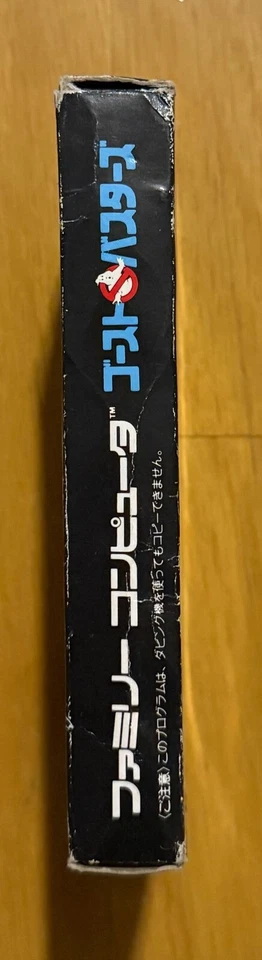 ファミリー コンピュータ™ ゴーストバスターズ
〈ご注意〉このプログラムは、ダビング機を使ってもコピーできません。